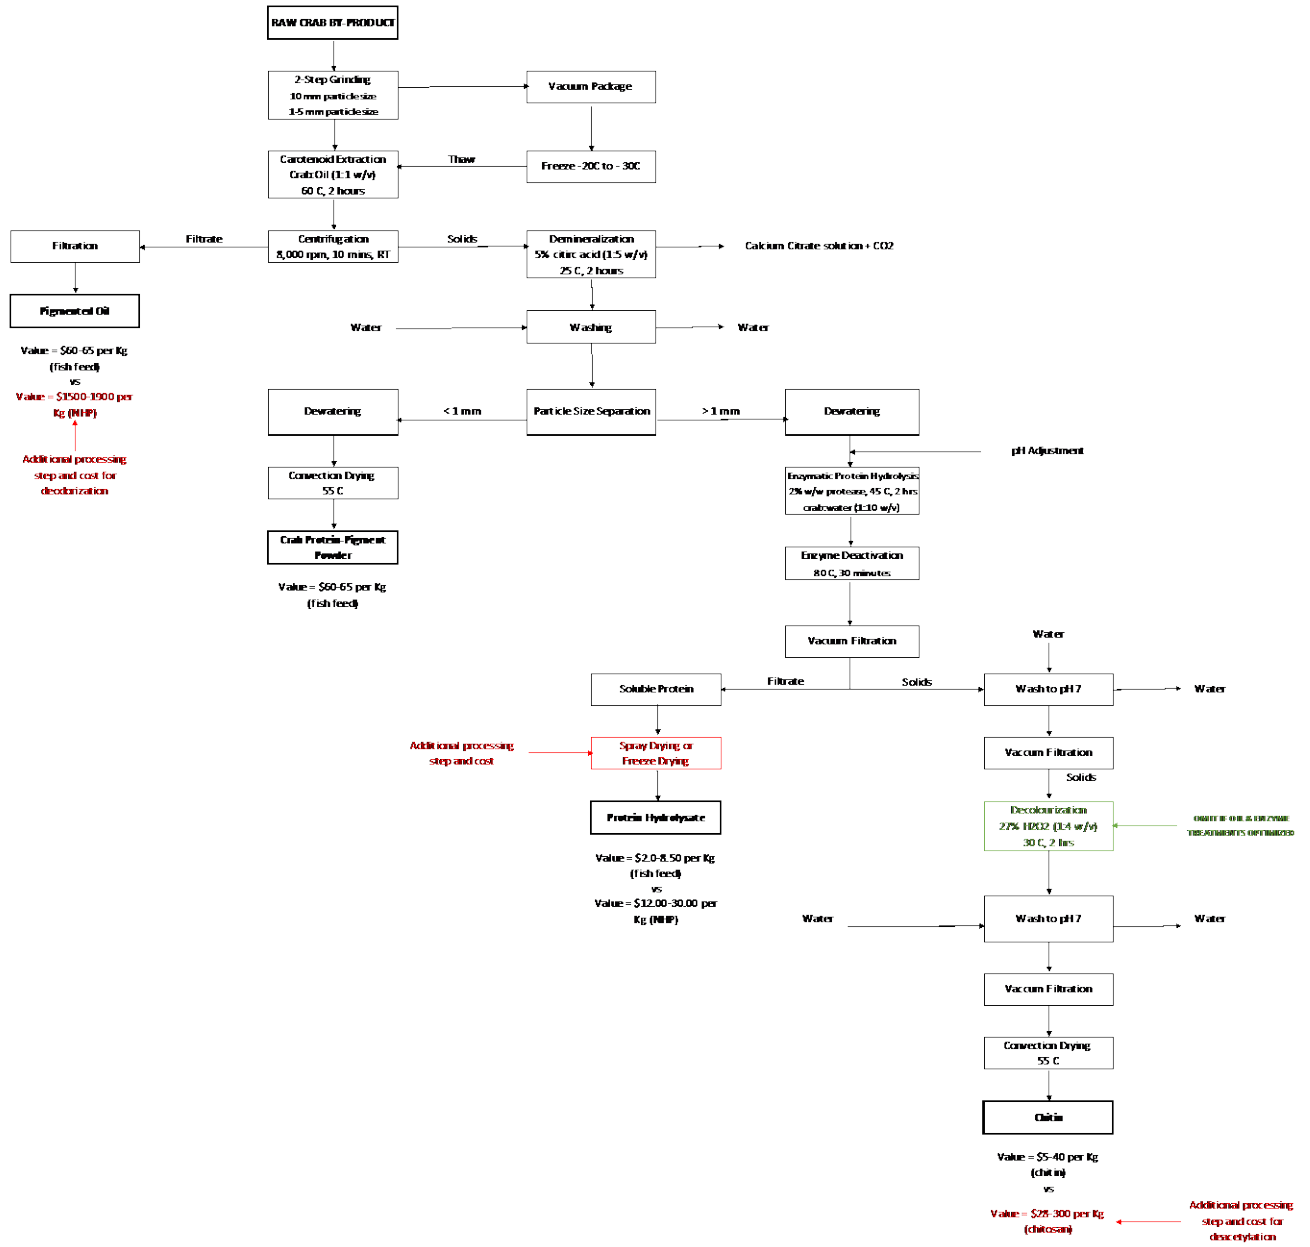 RAW CRAB BY-PRODUCT
2-Step Grinding
10 mm particle size
1-5 mm particle size
Vacuum Package
Carotenoid Extraction
Crab:Oil (1:1 w/v)
60 C, 2 hours
Thaw
Freeze -20C to - 30C
Filtration
Filtrate
Centrifugation
8,000 rpm, 10 mins, RT
Solids
Demineralization
5% citirc acid (1:5 w/v)
25 C, 2 hours
Calcium Citrate solution + CO2
Pigmented Oil
Water
Washing
Water
Value = $60-65 per Kg
(fish feed)
vs
Value = $1500-1900 per
Kg (NHP)
Additional processing
step and cost for
deodorization
Dewatering
< 1 mm
Particle Size Separation
> 1 mm
Dewatering
pH Adjustment
Convection Drying
55 C
Enzymatic Protein Hydrolysis
2% w/w protease, 45 C, 2 hrs
crab:water (1:10 w/v)
Crab Protein-Pigment
Powder
Value = $60-65 per Kg
(fish feed)
Enzyme Deactivation
80 C, 30 minutes
Vacuum Filtration
Water
Soluble Protein
Filtrate
Solids
Wash to pH 7
Water
Additional processing
step and cost
Spray Drying or
Freeze Drying
Vaccum Filtration
Solids
Protein Hydrolysate
Decolourization
27% H2O2 (1:4 w/v)
30 C, 2 hrs
OMIT IF OIL & ENZYME
TREATMENTS OPTIMIZED
Value = $2.0-8.50 per Kg
(fish feed)
vs
Value = $12.00-30.00 per
Kg (NHP)
Water
Wash to pH 7
Water
Vaccum Filtration
Convection Drying
55 C
Chitin
Value = $5-40 per Kg
(chitin)
vs
Value = $28-300 per Kg
(chitosan)
Additional processing
step and cost for
deacetylation